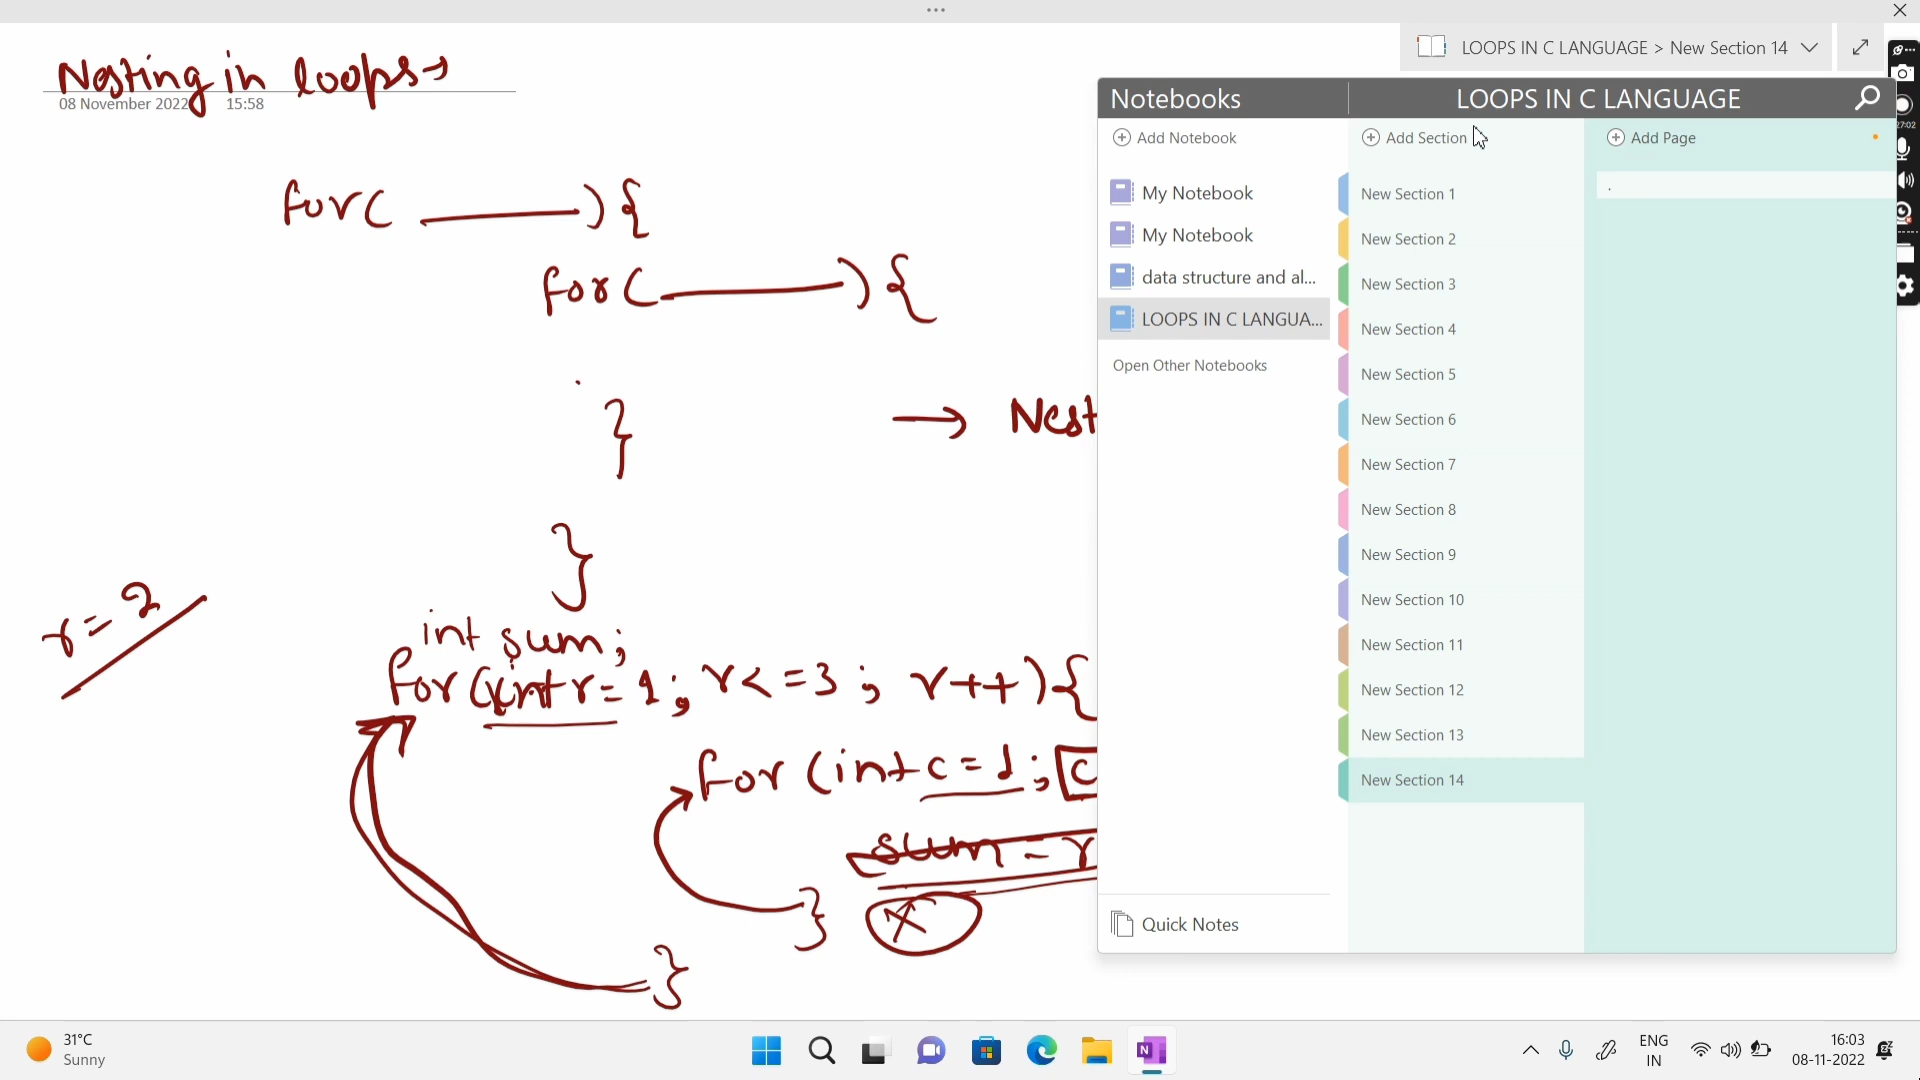 LOOPS IN C LANGUAGE > New Section 14
Nesting in loops→
08 November 2022 15:58
for( ———){
for(———){
}
→ Nest
}
r=2
int sum;
for(int r=1; r<=3; r++){
for (int c=1; c
sum = r
}
x
}
Notebooks
LOOPS IN C LANGUAGE
Add Notebook
Add Section
Add Page
My Notebook
My Notebook
data structure and al...
LOOPS IN C LANGUA...
Open Other Notebooks
New Section 1
New Section 2
New Section 3
New Section 4
New Section 5
New Section 6
New Section 7
New Section 8
New Section 9
New Section 10
New Section 11
New Section 12
New Section 13
New Section 14
.
Quick Notes
27:02
31°C
Sunny
N
ENG
IN
16:03
08-11-2022